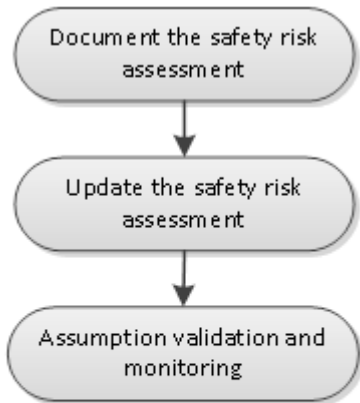 Document the safety risk
assessment
Update the safety risk
assessment
Assumption validation and
monitoring